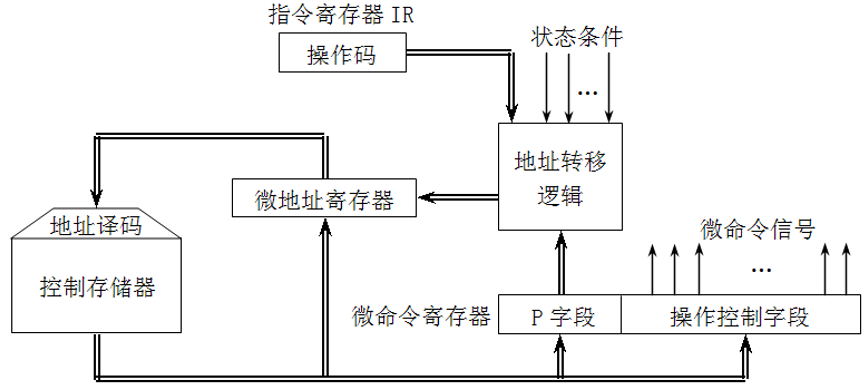 指令寄存器 IR
操作码
状态条件
...
地址转移
逻辑
微地址寄存器
地址译码
控制存储器
微命令信号
...
微命令寄存器
P 字段
操作控制字段